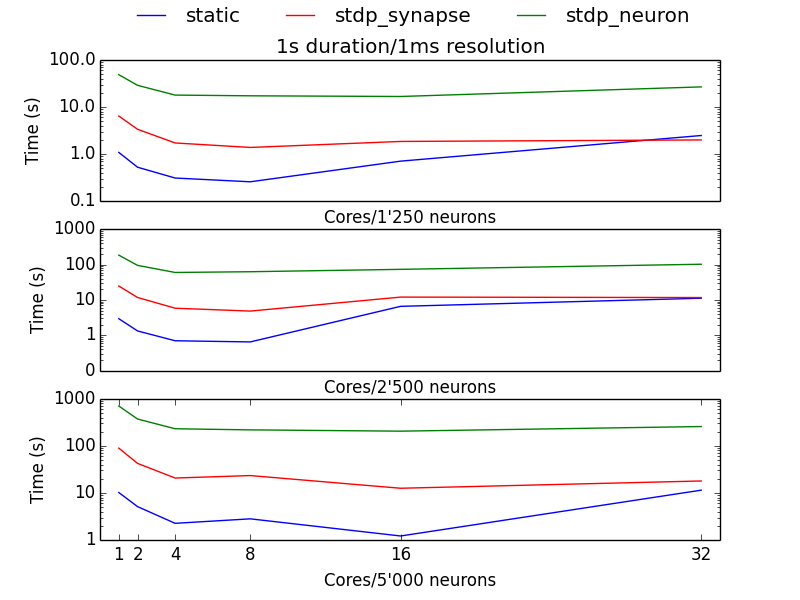 static stdp_synapse stdp_neuron
1s duration/1ms resolution
100.0
10.0
1.0
0.1
Time (s)
Cores/1'250 neurons
1000
100
10
1
0
Time (s)
Cores/2'500 neurons
1000
100
10
1
Time (s)
1 2 4 8 16 32
Cores/5'000 neurons